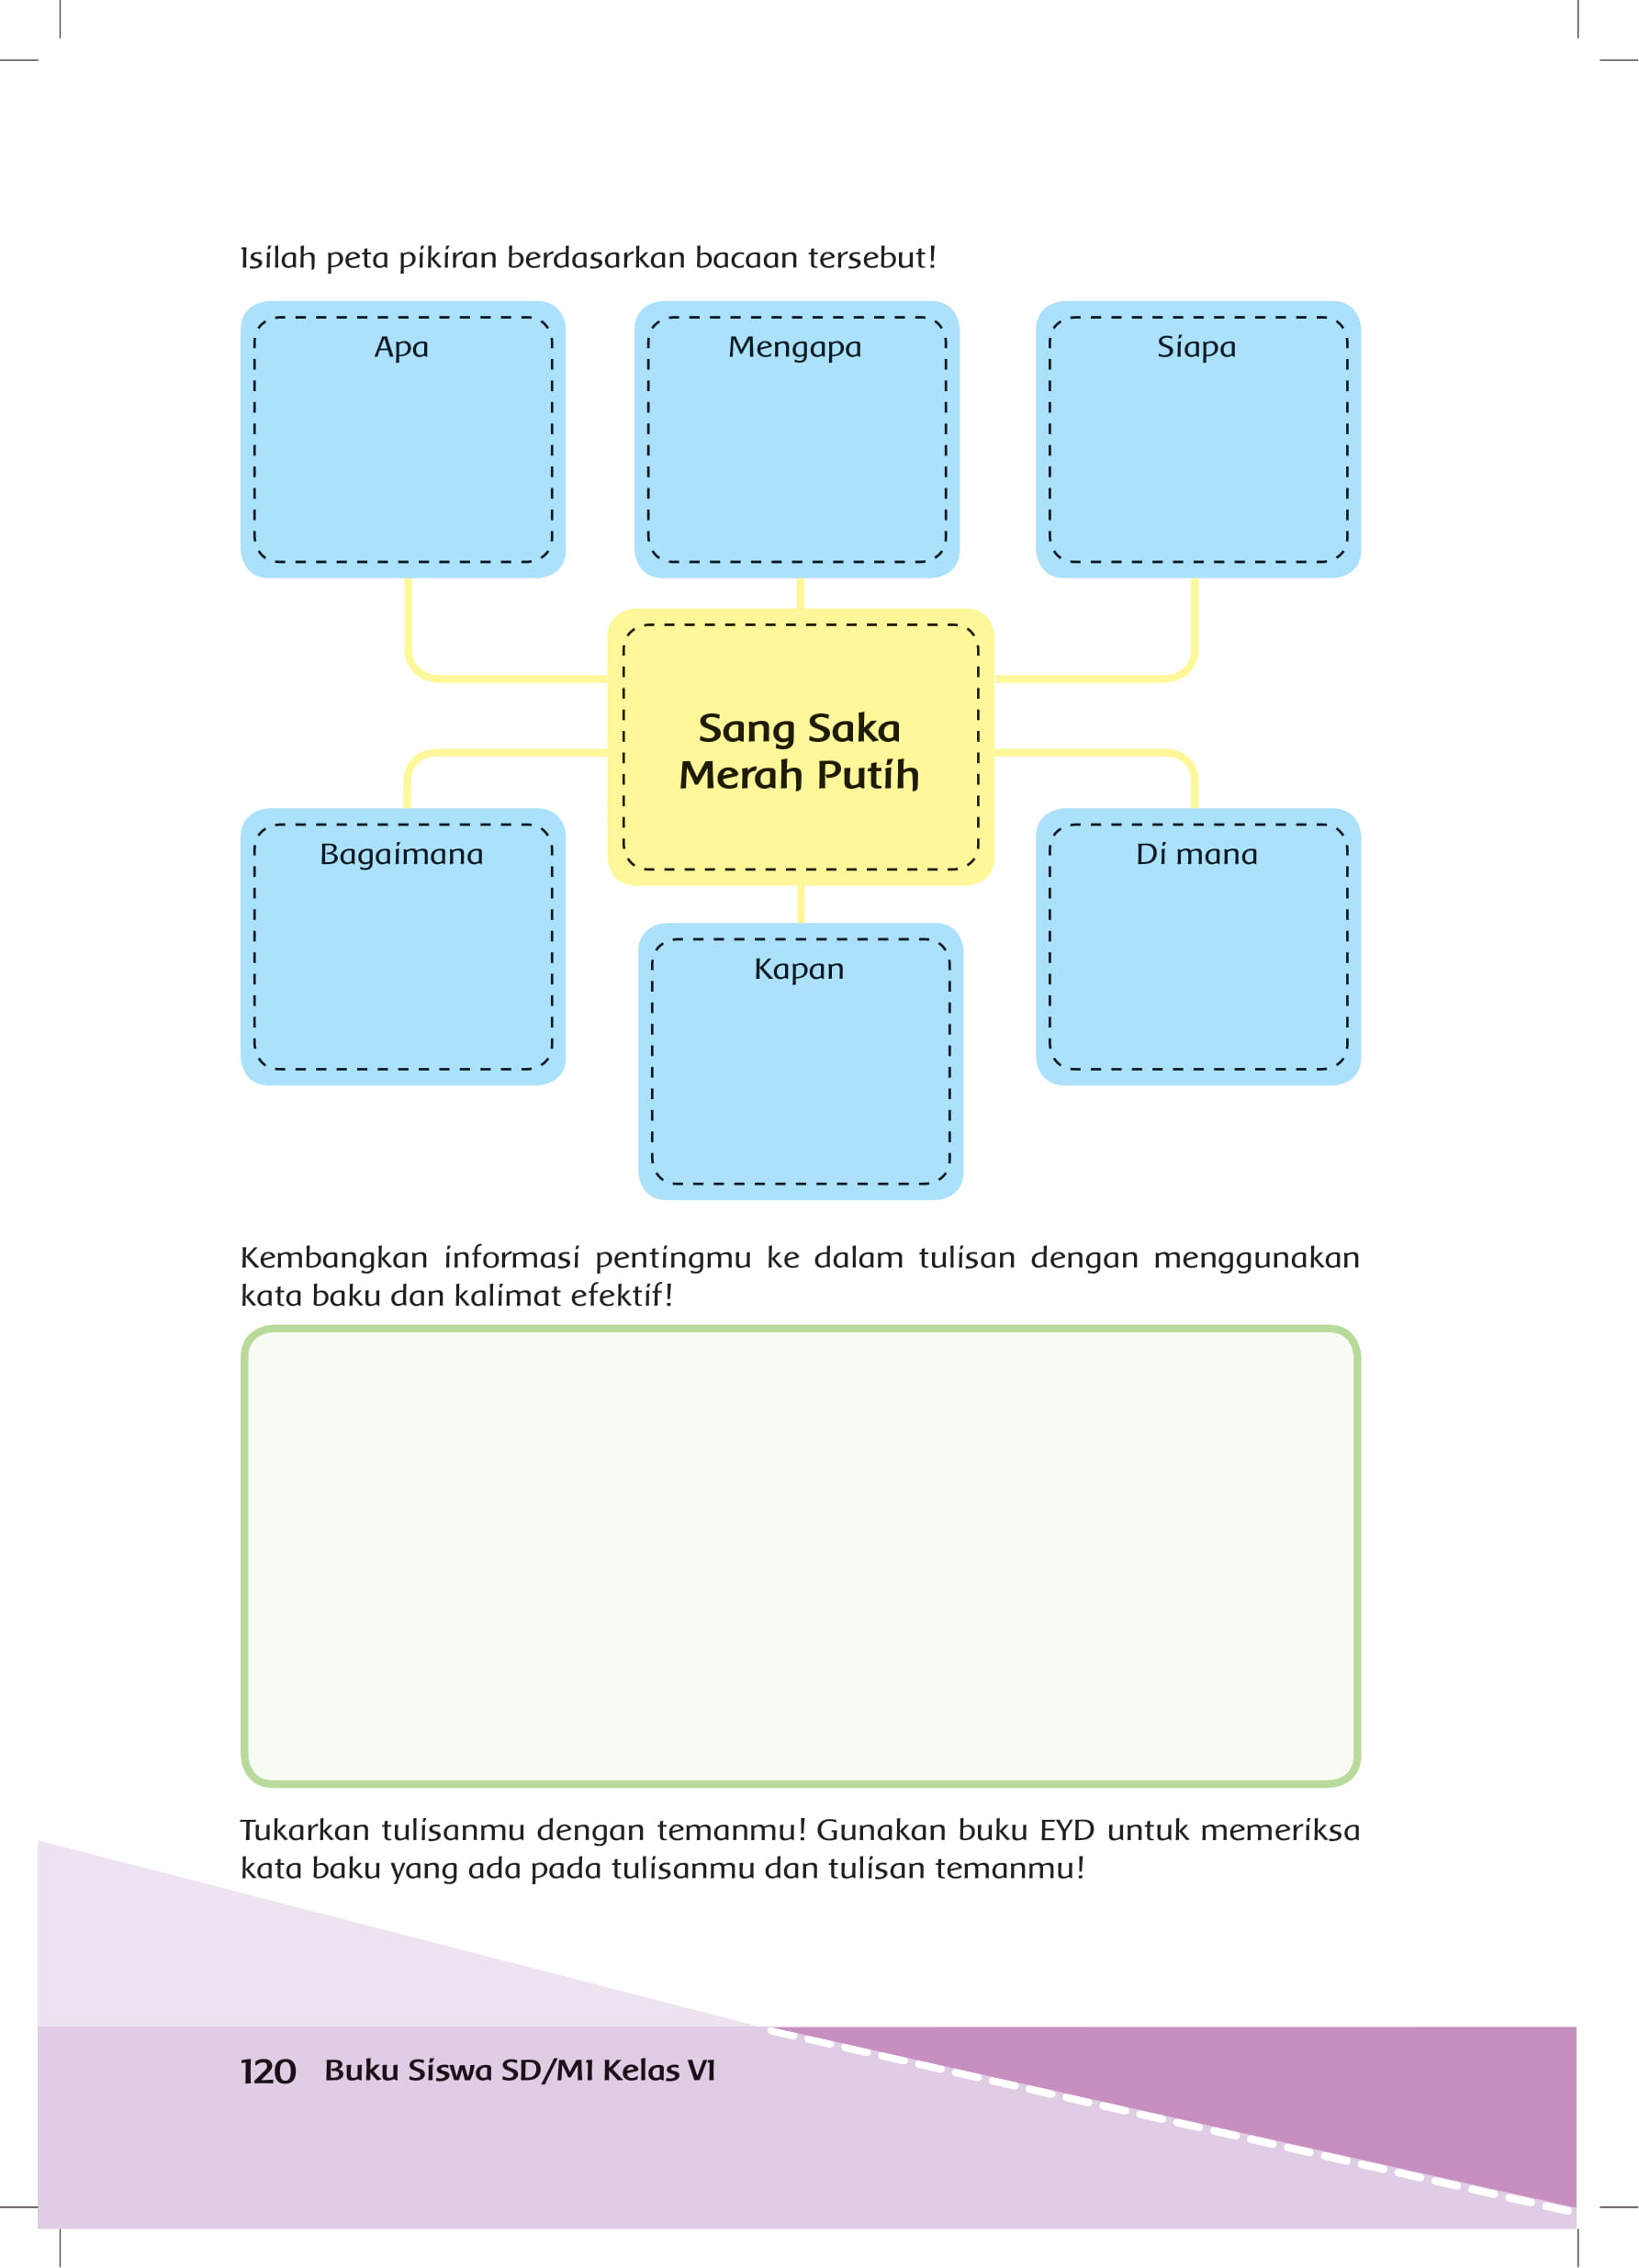 Isilah peta pikiran berdasarkan bacaan tersebut!
Apa
Mengapa
Siapa
Sang Saka
Merah Putih
Bagaimana
Di mana
Kapan
Kembangkan informasi pentingmu ke dalam tulisan dengan menggunakan
kata baku dan kalimat efektif!
Tukarkan tulisanmu dengan temanmu! Gunakan buku EYD untuk memeriksa
kata baku yang ada pada tulisanmu dan tulisan temanmu!
120 Buku Siswa SD/MI Kelas VI